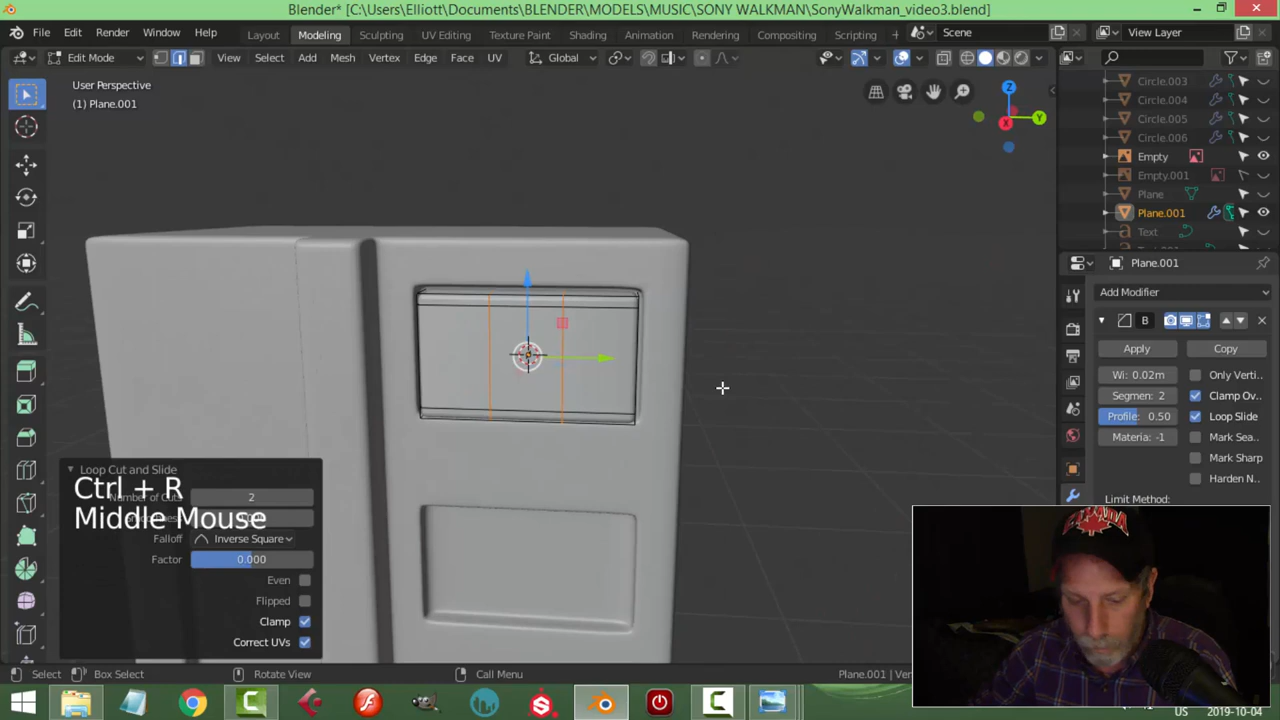 Blender* [C:\Users\Elliott\Documents\BLENDER\MODELS\MUSIC\SONY WALKMAN\SonyWalkman_video3.blend]
File Edit Render Window Help Layout Modeling Sculpting UV Editing Texture Paint Shading Animation Rendering Compositing Scripting + Scene View Layer
Edit Mode View Select Add Mesh Vertex Edge Face UV Global
User Perspective
(1) Plane.001
Z
Y
X
Circle.003
Circle.004
Circle.005
Circle.006
Empty
Empty.001
Plane
Plane.001
Text
Plane.001
Add Modifier
B
Apply Copy
Wi: 0.02m Only Verti..
Segmen: 2 Clamp Ov..
Profile: 0.50 Loop Slide
Materia: -1 Mark Sea..
Mark Sharp
Harden N..
Limit Method:
Loop Cut and Slide
Ctrl + R
2
Middle Mouse
Falloff Inverse Square
Factor 0.000
Even
Flipped
Clamp
Correct UVs
CANADA
Select Box Select Rotate View Call Menu Plane.001 | Ver
US
2019-10-04